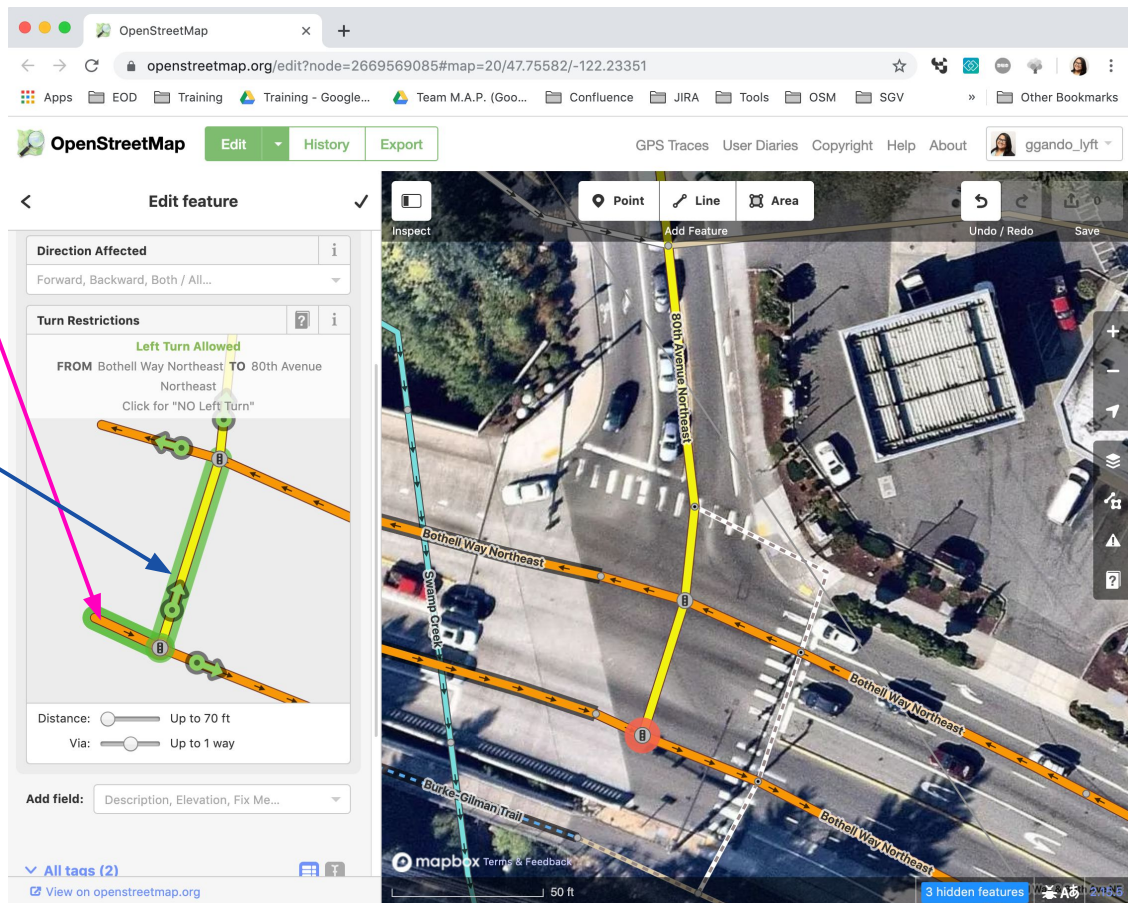 OpenStreetMap
openstreetmap.org/edit?node=2669569085#map=20/47.75582/-122.23351
Apps EOD Training Training - Google... Team M.A.P. (Goo... Confluence JIRA Tools OSM SGV » Other Bookmarks
OpenStreetMap Edit History Export GPS Traces User Diaries Copyright Help About ggando_lyft
Edit feature
Inspect
Point Line Area
Add Feature
Undo / Redo
0
Save
Direction Affected
Forward, Backward, Both / All...
Turn Restrictions
Left Turn Allowed
FROM Bothell Way Northeast TO 80th Avenue
Northeast
Click for "NO Left Turn"
Distance: Up to 70 ft
Via: Up to 1 way
Add field: Description, Elevation, Fix Me...
All tags (2)
View on openstreetmap.org
80th Avenue Northeast
Bothell Way Northeast
Swamp Creek
Bothell Way Northeast
Burke-Gilman Trail
Bothell Way Northeast
mapbox Terms & Feedback
50 ft
3 hidden features